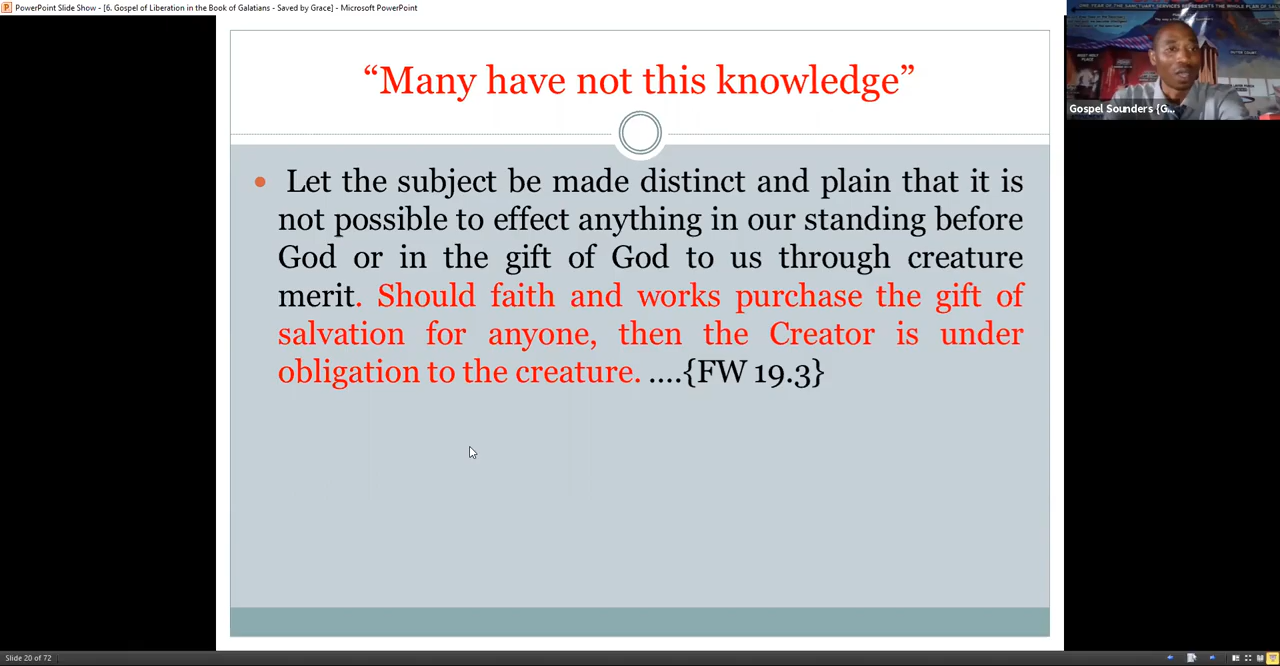 PowerPoint Slide Show - [6. Gospel of Liberation in the Book of Galatians - Saved by Grace] - Microsoft PowerPoint
“Many have not this knowledge”
Let the subject be made distinct and plain that it is
not possible to effect anything in our standing before
God or in the gift of God to us through creature
merit. Should faith and works purchase the gift of
salvation for anyone, then the Creator is under
obligation to the creature. ....{FW 19.3}
Gospel Sounders {G...
Slide 20 of 72